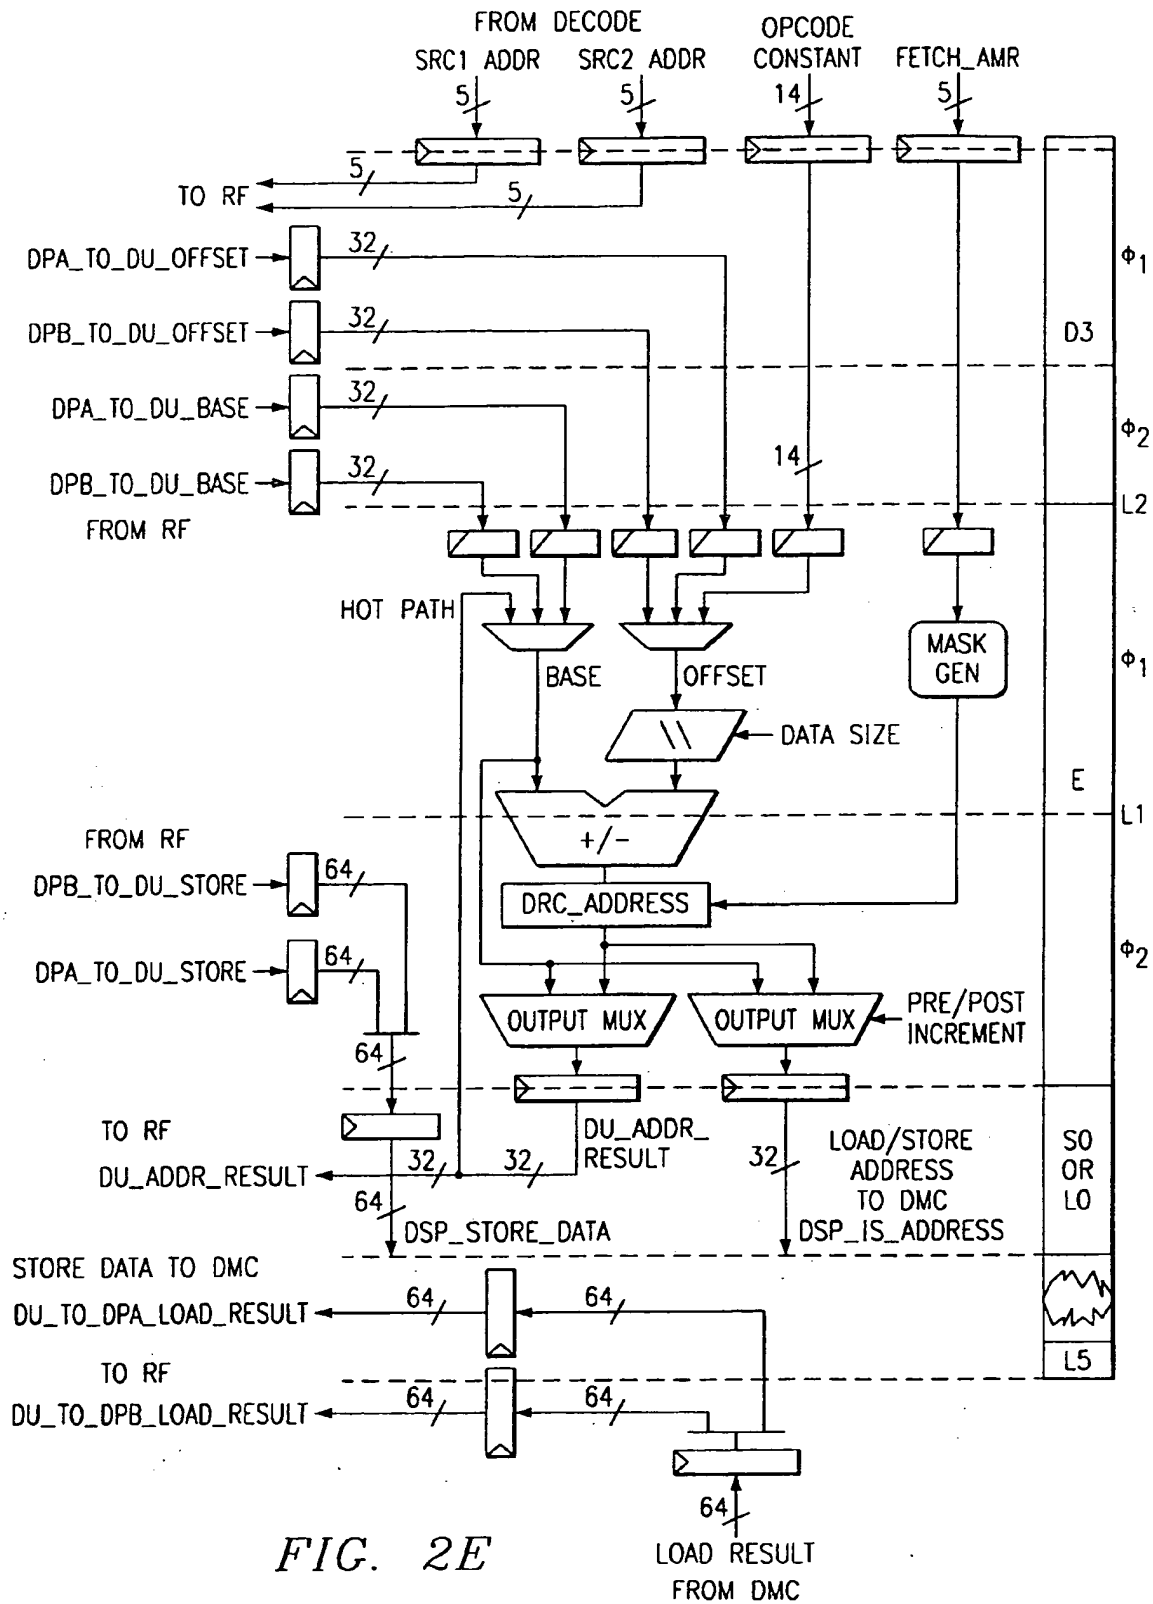 FROM DECODE
SRC1 ADDR
SRC2 ADDR
OPCODE
CONSTANT
FETCH_AMR
5
5
14
5
5
5
TO RF
DPA_TO_DU_OFFSET
32
Φ1
DPB_TO_DU_OFFSET
32
D3
DPA_TO_DU_BASE
32
Φ2
DPB_TO_DU_BASE
32
14
L2
FROM RF
HOT PATH
BASE
OFFSET
MASK
GEN
Φ1
DATA SIZE
E
L1
+/-
FROM RF
DPB_TO_DU_STORE
64
DRC_ADDRESS
DPA_TO_DU_STORE
64
Φ2
OUTPUT MUX
OUTPUT MUX
PRE/POST
INCREMENT
64
TO RF
DU_ADDR_RESULT
32
32
DU_ADDR_
RESULT
32
LOAD/STORE
ADDRESS
TO DMC
DSP_IS_ADDRESS
S0
OR
L0
64
DSP_STORE_DATA
STORE DATA TO DMC
DU_TO_DPA_LOAD_RESULT
64
64
L5
TO RF
DU_TO_DPB_LOAD_RESULT
64
64
64
LOAD RESULT
FROM DMC
FIG. 2E